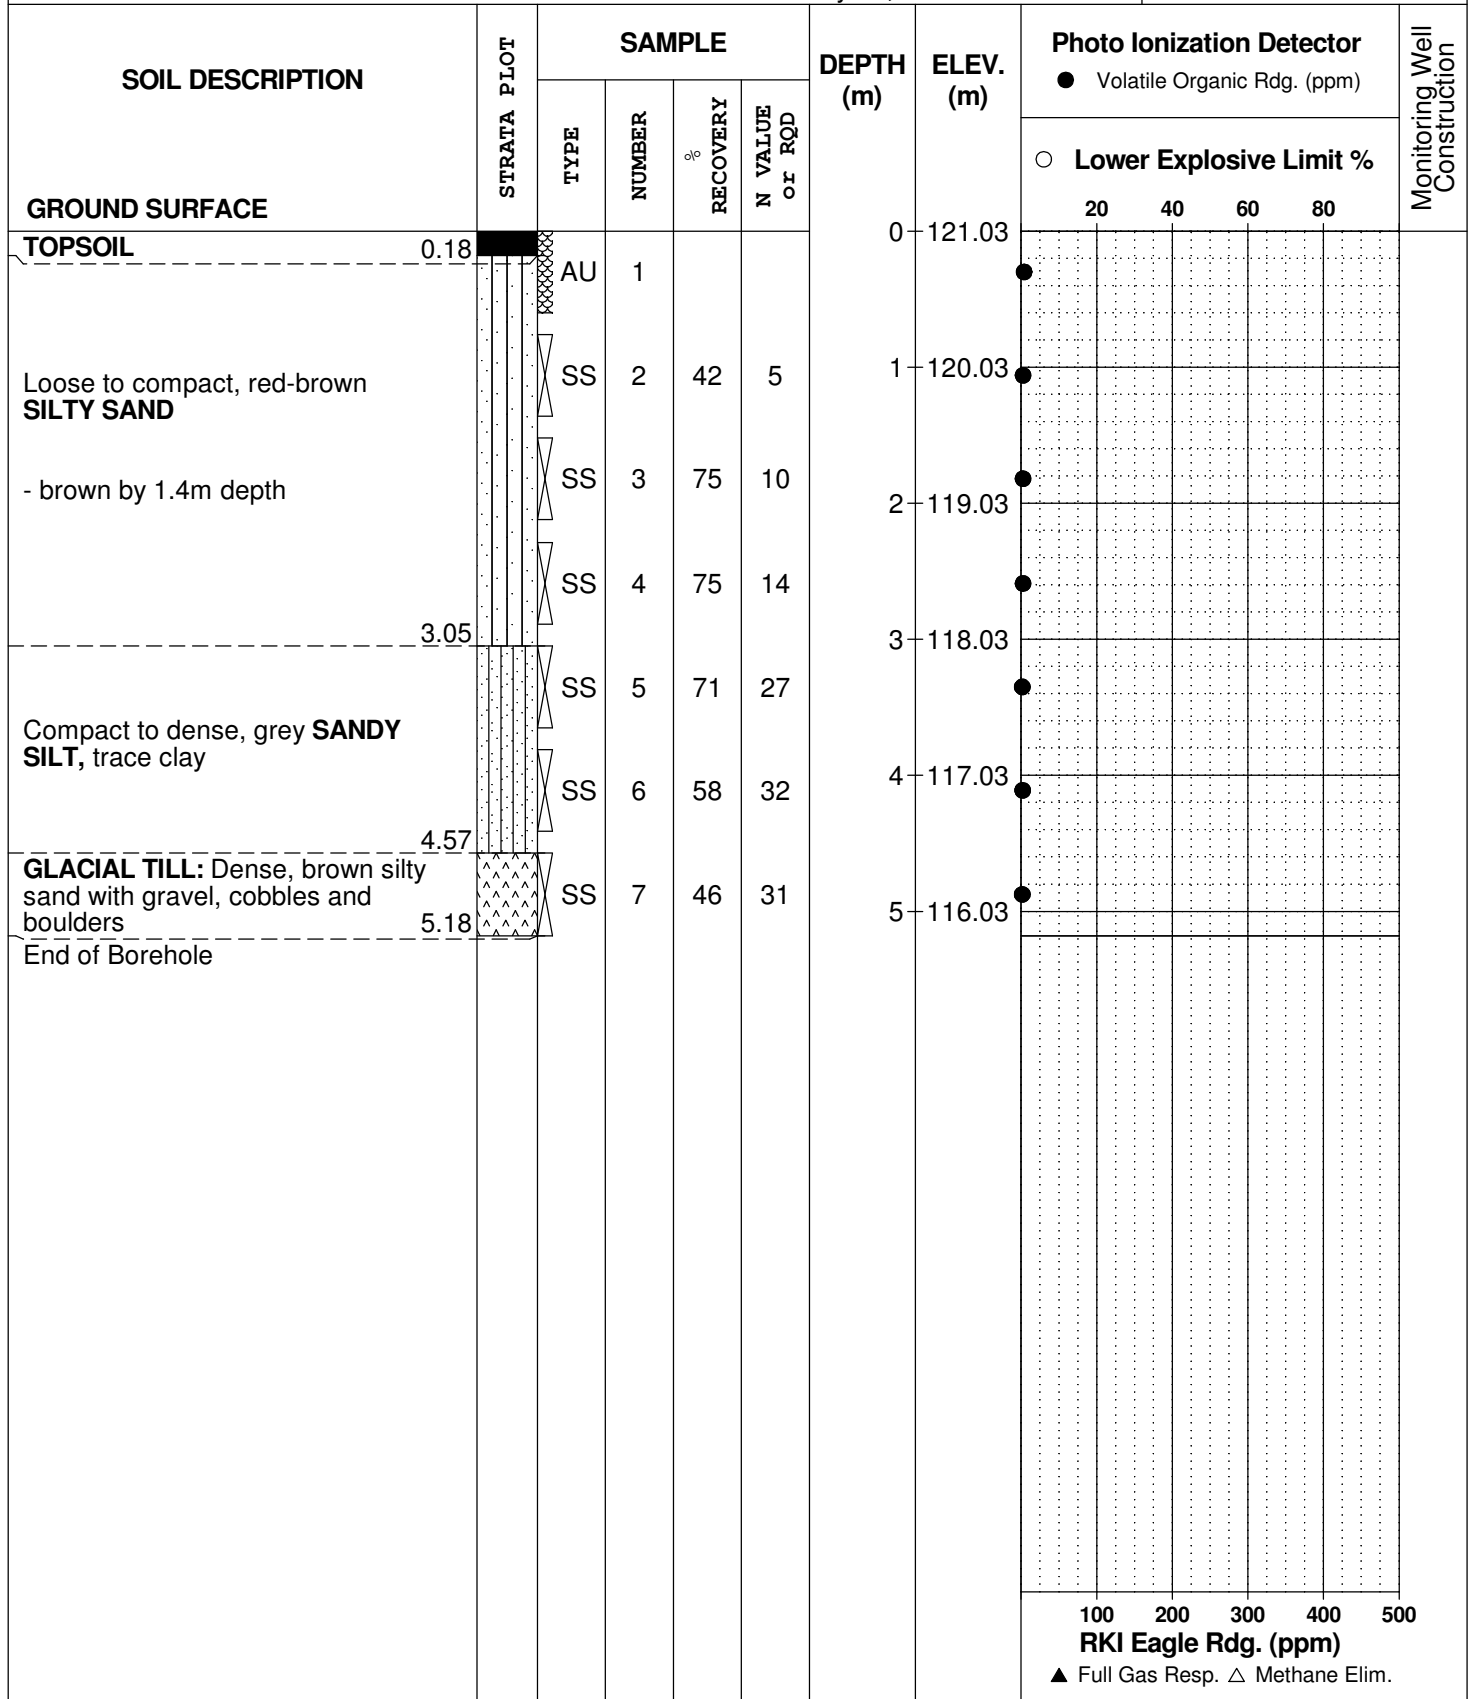 SOIL DESCRIPTION
GROUND SURFACE
STRATA PLOT
SAMPLE
TYPE
NUMBER
%
RECOVERY
N VALUE
or RQD
DEPTH
(m)
ELEV.
(m)
Photo Ionization Detector
● Volatile Organic Rdg. (ppm)
○ Lower Explosive Limit %
20 40 60 80
Monitoring Well
Construction
0 121.03
TOPSOIL 0.18
AU 1
Loose to compact, red-brown
SILTY SAND
SS 2 42 5
1 120.03
- brown by 1.4m depth
SS 3 75 10
2 119.03
SS 4 75 14
3.05
3 118.03
SS 5 71 27
Compact to dense, grey SANDY
SILT, trace clay
SS 6 58 32
4 117.03
4.57
GLACIAL TILL: Dense, brown silty
sand with gravel, cobbles and
boulders 5.18
SS 7 46 31
5 116.03
End of Borehole
100 200 300 400 500
RKI Eagle Rdg. (ppm)
▲ Full Gas Resp. △ Methane Elim.